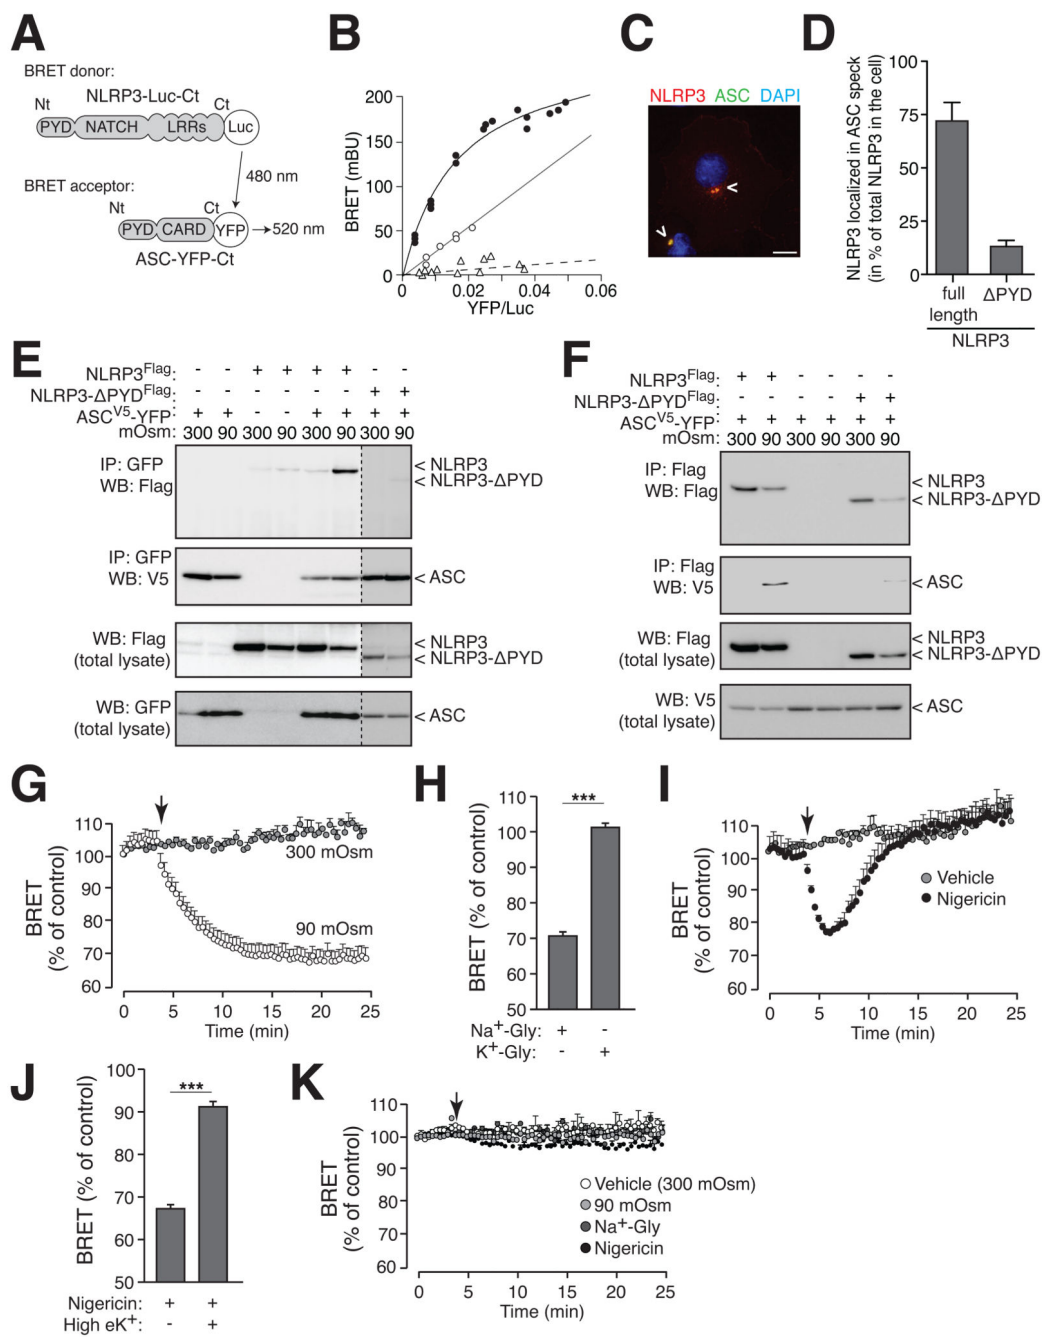 A
BRET donor:
NLRP3-Luc-Ct
Nt Ct
PYD NATCH LRRs Luc
480 nm
BRET acceptor:
Nt Ct
PYD CARD YFP 520 nm
ASC-YFP-Ct
B
BRET (mBU)
200
150
100
50
0
0 0.02 0.04 0.06
YFP/Luc
C
NLRP3 ASC DAPI
<
<
D
NLRP3 localized in ASC speck
(in % of total NLRP3 in the cell)
100
75
50
25
0
full length ΔPYD
NLRP3
E
NLRP3Flag: - - + + + + - -
NLRP3-ΔPYDFlag: - - - - - - + +
ASCV5-YFP: + + - - + + + +
mOsm: 300 90 300 90 300 90 300 90
IP: GFP
WB: Flag
< NLRP3
< NLRP3-ΔPYD
IP: GFP
WB: V5
< ASC
WB: Flag
(total lysate)
< NLRP3
< NLRP3-ΔPYD
WB: GFP
(total lysate)
< ASC
F
NLRP3Flag: + + - - - -
NLRP3-ΔPYDFlag: - - - - + +
ASCV5-YFP: + + + + + +
mOsm: 300 90 300 90 300 90
IP: Flag
WB: Flag
< NLRP3
< NLRP3-ΔPYD
IP: Flag
WB: V5
< ASC
WB: Flag
(total lysate)
< NLRP3
< NLRP3-ΔPYD
WB: V5
(total lysate)
< ASC
G
BRET
(% of control)
110
100
90
80
70
60
300 mOsm
90 mOsm
0 5 10 15 20 25
Time (min)
H
BRET (% of control)
110
100
90
80
70
60
50
***
Na+-Gly: + -
K+-Gly: - +
I
BRET
(% of control)
110
100
90
80
70
60
Vehicle
Nigericin
0 5 10 15 20 25
Time (min)
J
BRET (% of control)
100
90
80
70
60
50
***
Nigericin: + +
High eK+: - +
K
BRET
(% of control)
110
100
90
80
70
60
Vehicle (300 mOsm)
90 mOsm
Na+-Gly
Nigericin
0 5 10 15 20 25
Time (min)